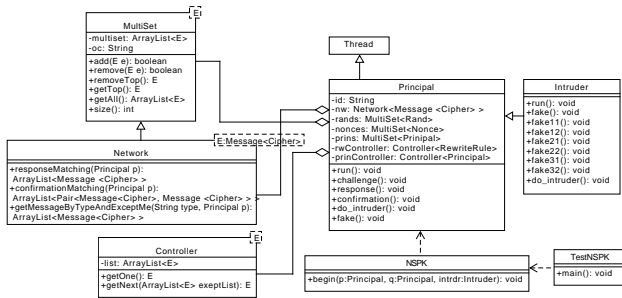 E
MultiSet
-multiset: ArrayList<E>
-oc: String
+add(E e): boolean
+remove(E e): boolean
+removeTop(): E
+getTop(): E
+getAll(): ArrayList<E>
+size(): int
E:Message<Cipher>
Network
+responseMatching(Principal p):
ArrayList<Message <Cipher> >
+confirmationMatching(Principal p):
ArrayList<Pair<Message<Cipher>, Message <Cipher> > >
+getMessageByTypeAndExceptMe(String type, Principal p):
ArrayList<Message<Cipher> >
E
Controller
-list: ArrayList<E>
+getOne(): E
+getNext(ArrayList<E> exeptList): E
Thread
Principal
-id: String
-nw: Network<Message <Cipher> >
-rands: MultiSet<Rand>
-nonces: MultiSet<Nonce>
-prins: MultiSet<Prinipal>
-rwController: Controller<RewriteRule>
-prinController: Controller<Principal>
+run(): void
+challenge(): void
+response(): void
+confirmation(): void
+do_intruder(): void
+fake(): void
Intruder
+run(): void
+fake(): void
+fake11(): void
+fake12(): void
+fake21(): void
+fake22(): void
+fake31(): void
+fake32(): void
+do_intruder(): void
NSPK
+begin(p:Principal, q:Principal, intrdr:Intruder): void
TestNSPK
+main(): void